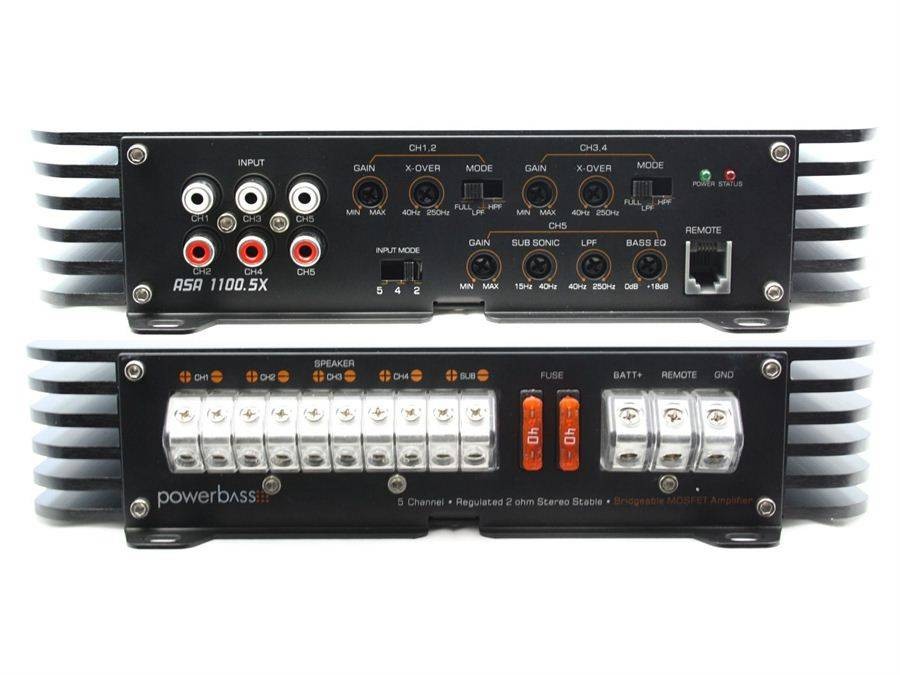 INPUT
CH1 CH3 CH5
CH2 CH4 CH5
ASA 1100.5X
CH1,2
GAIN X-OVER MODE
MIN MAX 40Hz 250Hz FULL LPF HPF
CH3,4
GAIN X-OVER MODE
MIN MAX 40Hz 250Hz FULL LPF HPF
POWER STATUS
INPUT MODE
5 4 2
CH5
GAIN SUB SONIC LPF BASS EQ
MIN MAX 15Hz 40Hz 40Hz 250Hz 0dB +18dB
REMOTE
SPEAKER
CH1 CH2 CH3 CH4 SUB
FUSE
40 40
BATT+ REMOTE GND
powerbass
5 Channel • Regulated 2 ohm Stereo Stable • Bridgeable MOSFET Amplifier